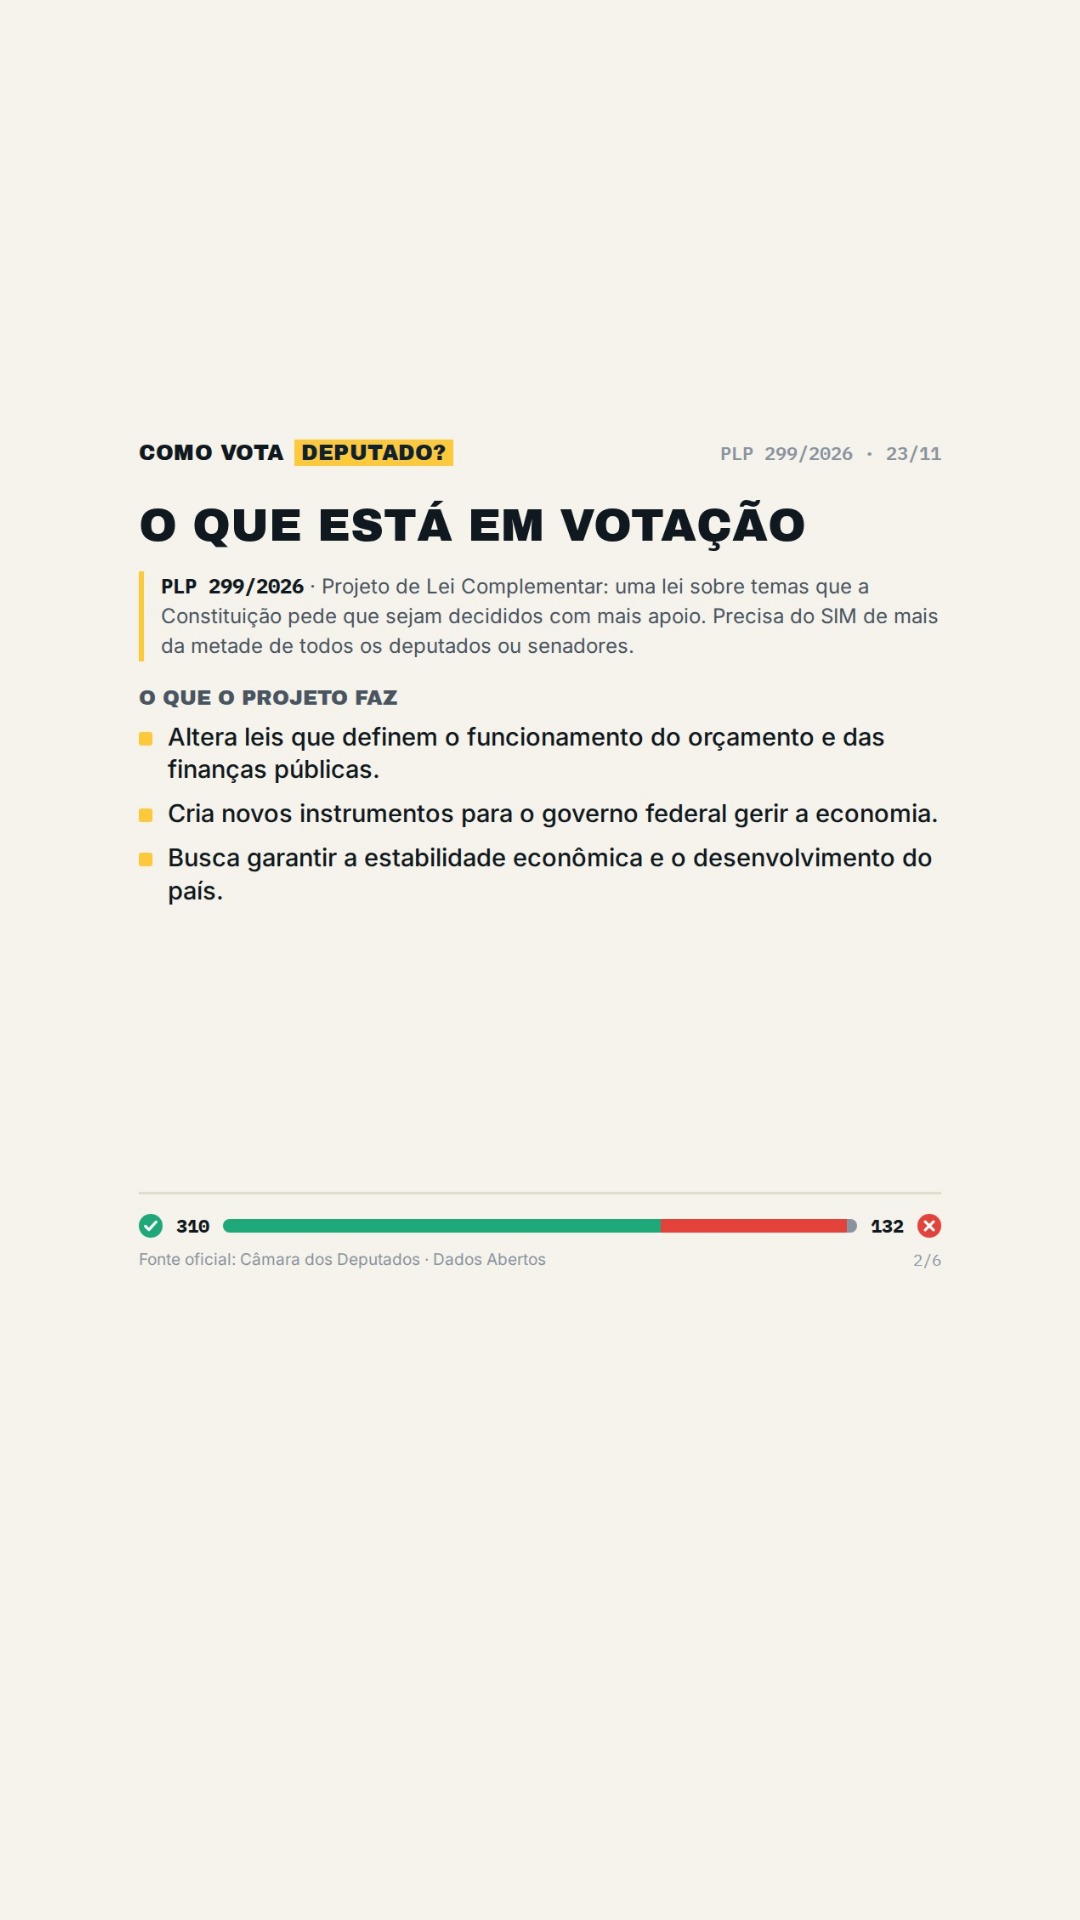 COMO VOTA DEPUTADO?
PLP 299/2026 · 23/11
O QUE ESTÁ EM VOTAÇÃO
PLP 299/2026 · Projeto de Lei Complementar: uma lei sobre temas que a
Constituição pede que sejam decididos com mais apoio. Precisa do SIM de mais
da metade de todos os deputados ou senadores.
O QUE O PROJETO FAZ
Altera leis que definem o funcionamento do orçamento e das
finanças públicas.
Cria novos instrumentos para o governo federal gerir a economia.
Busca garantir a estabilidade econômica e o desenvolvimento do
país.
310
132
Fonte oficial: Câmara dos Deputados · Dados Abertos
2/6